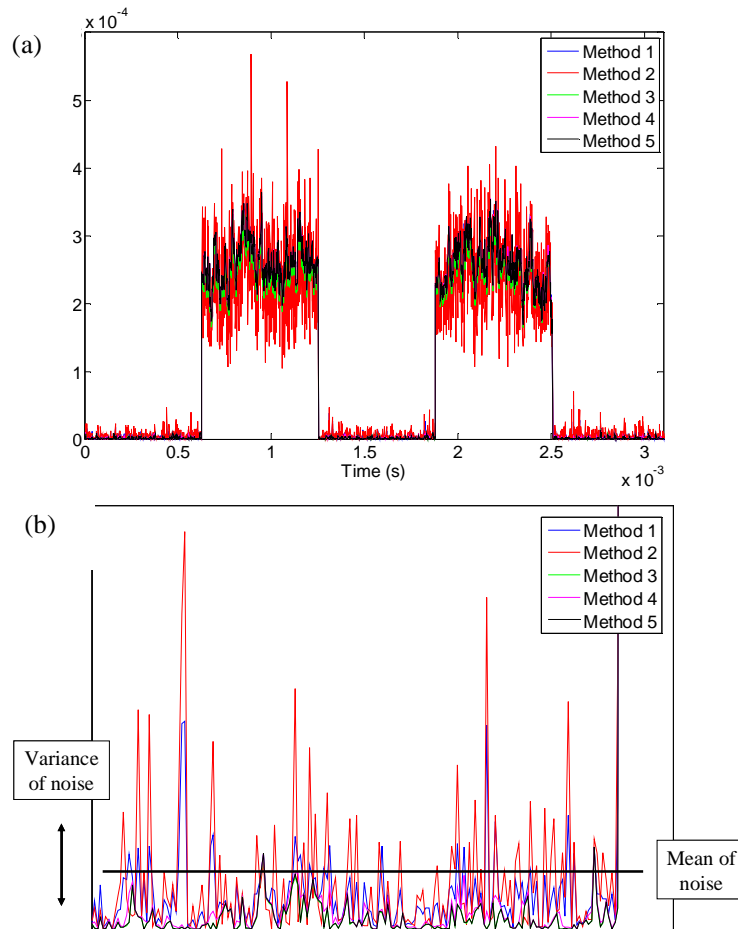 (a)
x 10⁻⁴
5
4
3
2
1
0
0 0.5 1 1.5 2 2.5 3
Time (s)
x 10⁻³
Method 1
Method 2
Method 3
Method 4
Method 5
(b)
Method 1
Method 2
Method 3
Method 4
Method 5
Variance
of noise
Mean of
noise